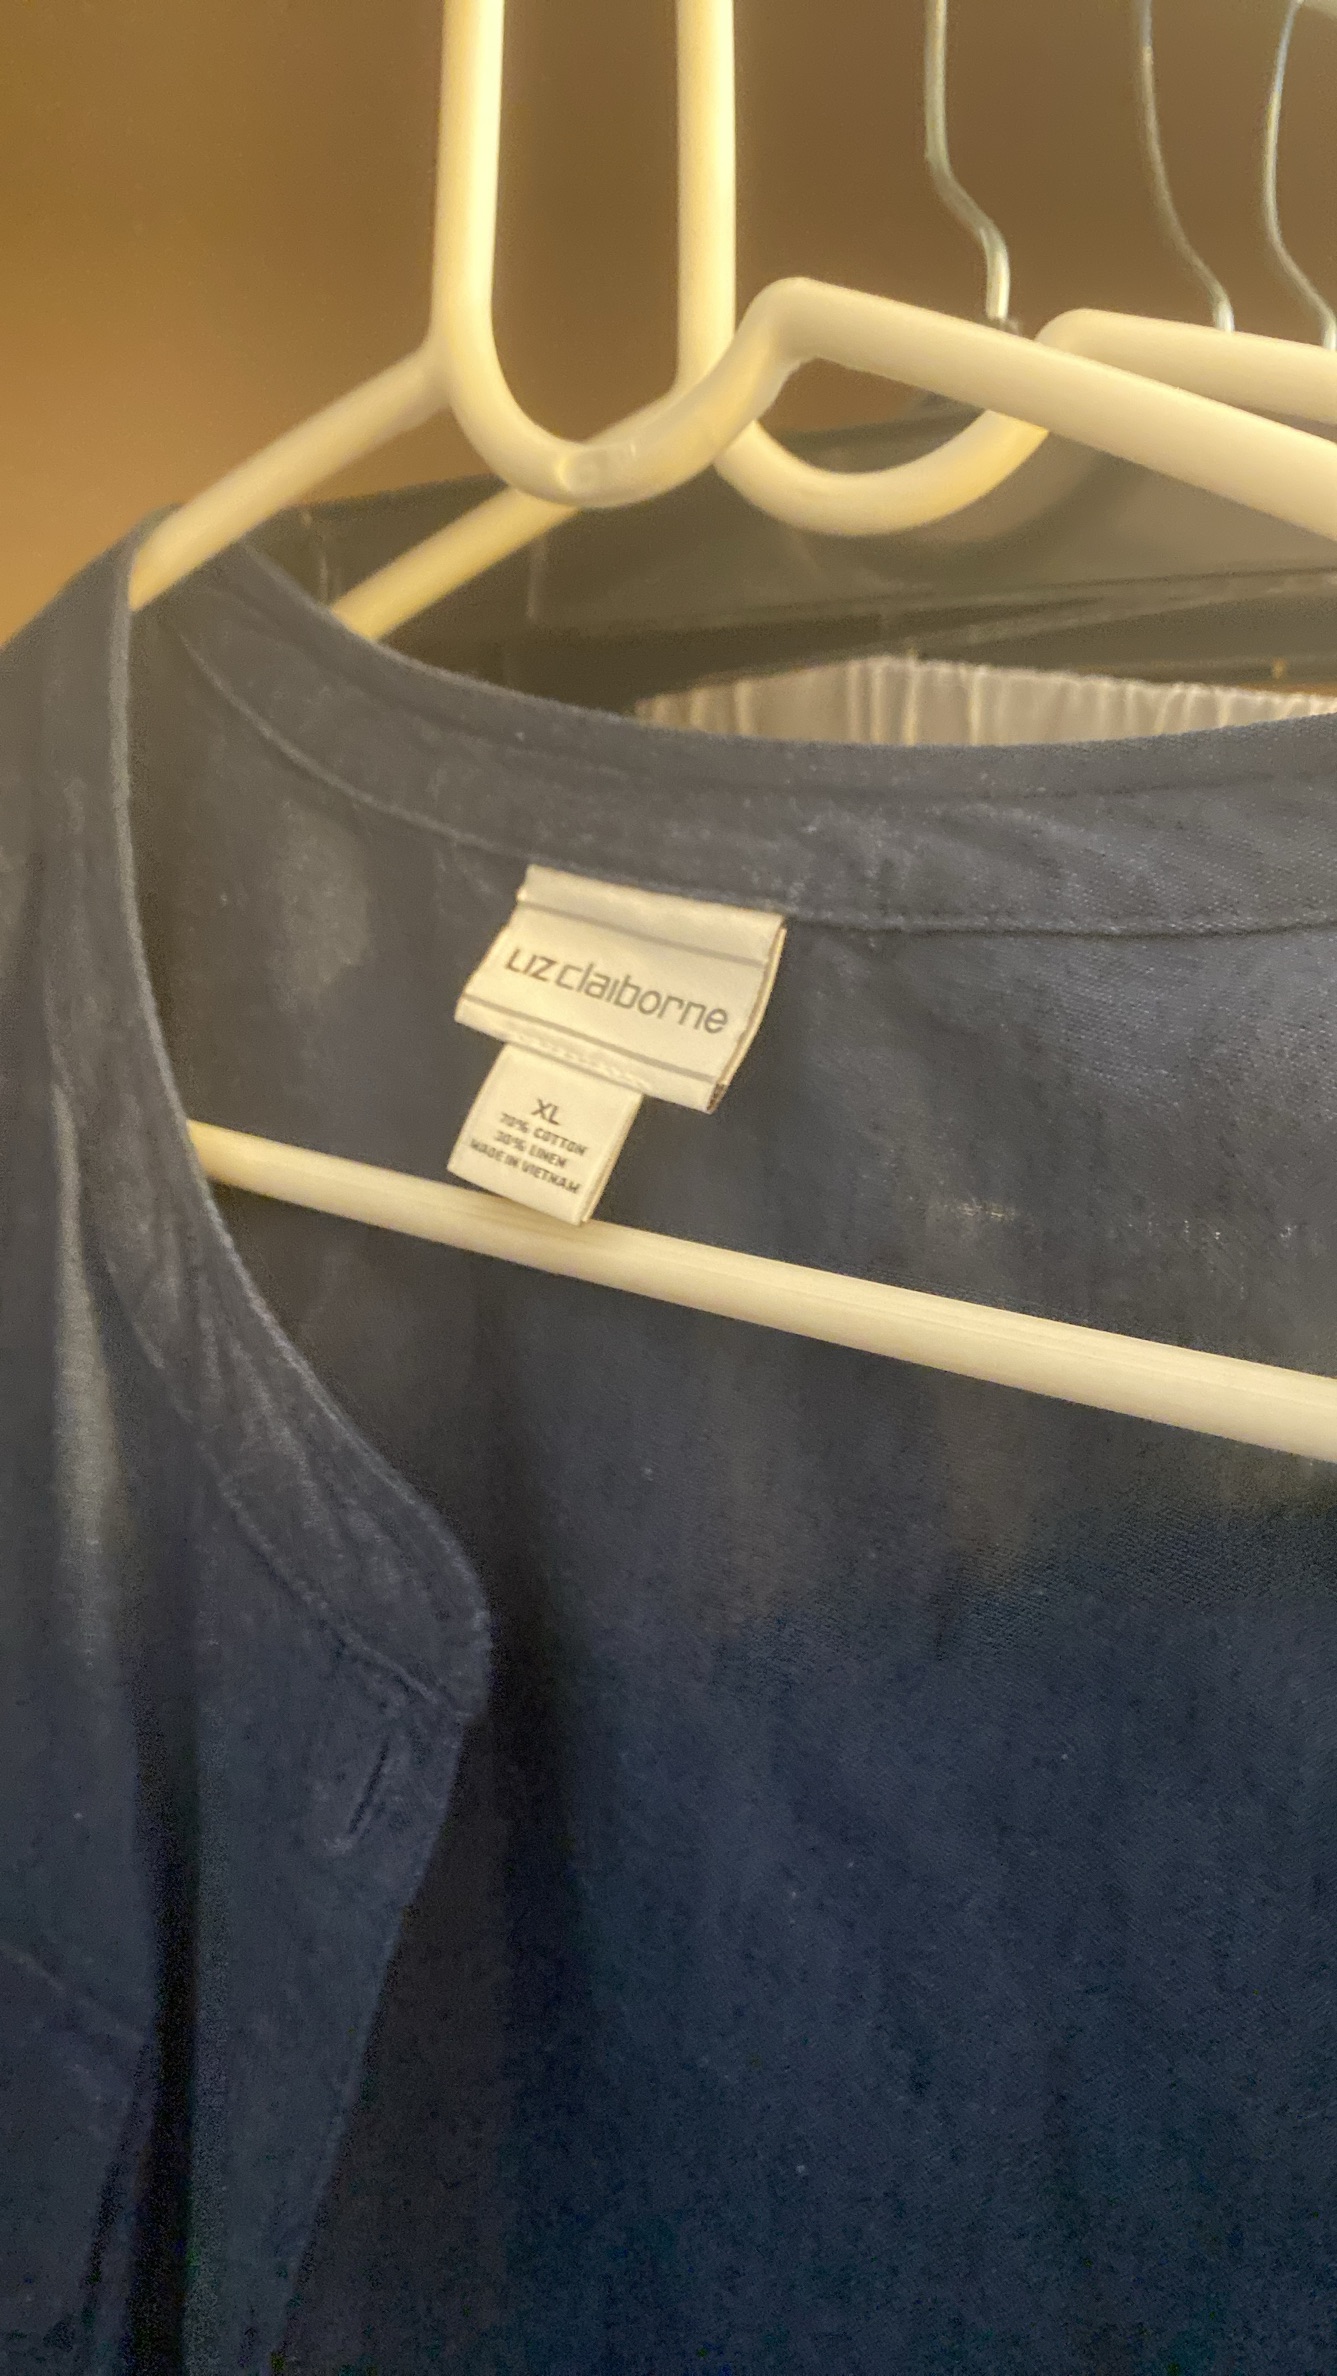 LIZ claiborne
XL
70% COTTON
30% LINEN
MADE IN VIETNAM